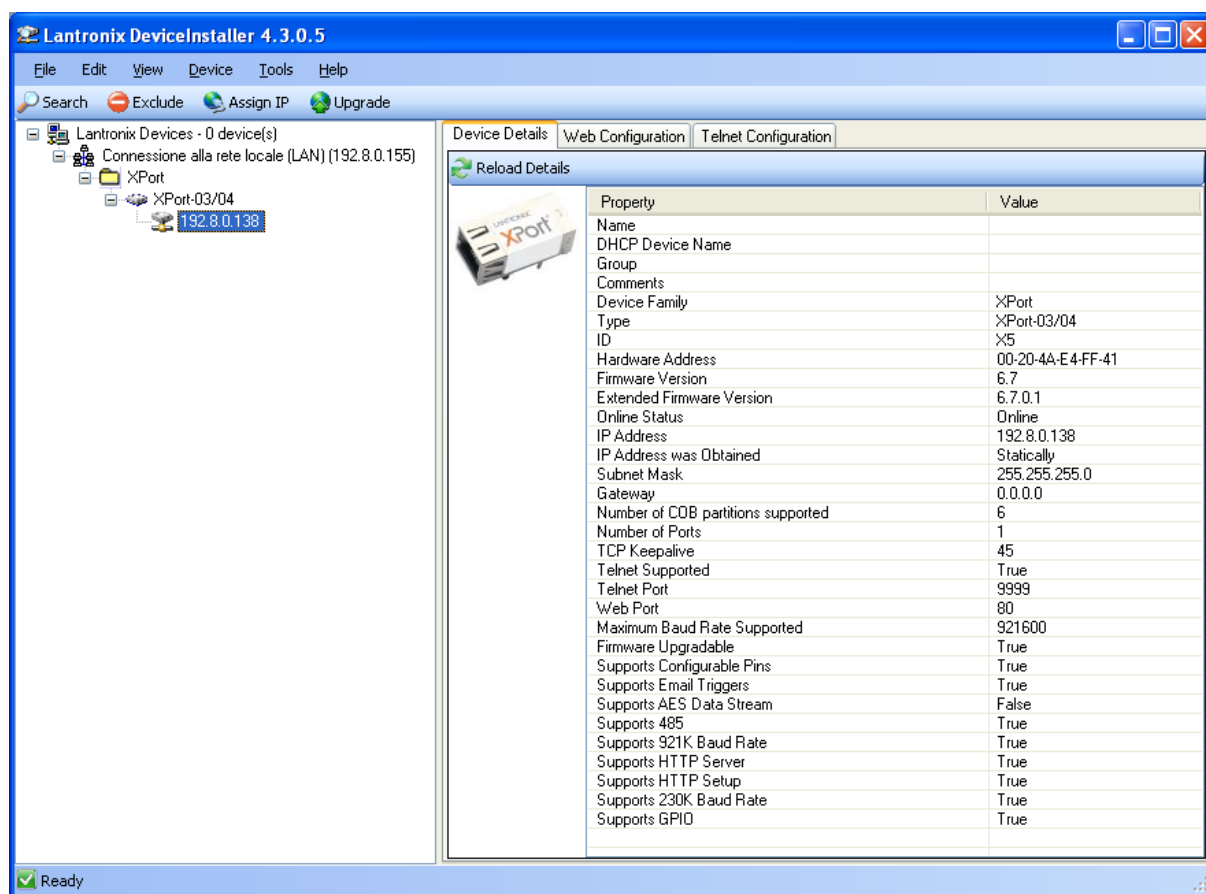 Lantronix DeviceInstaller 4.3.0.5
File Edit View Device Tools Help
Search Exclude Assign IP Upgrade
Lantronix Devices - 0 device(s)
Connessione alla rete locale (LAN) (192.8.0.155)
XPort
XPort-03/04
192.8.0.138
Device Details Web Configuration Telnet Configuration
Reload Details
LANTRONIX
XPort
Property Value
Name
DHCP Device Name
Group
Comments
Device Family XPort
Type XPort-03/04
ID X5
Hardware Address 00-20-4A-E4-FF-41
Firmware Version 6.7
Extended Firmware Version 6.7.0.1
Online Status Online
IP Address 192.8.0.138
IP Address was Obtained Statically
Subnet Mask 255.255.255.0
Gateway 0.0.0.0
Number of COB partitions supported 6
Number of Ports 1
TCP Keepalive 45
Telnet Supported True
Telnet Port 9999
Web Port 80
Maximum Baud Rate Supported 921600
Firmware Upgradable True
Supports Configurable Pins True
Supports Email Triggers True
Supports AES Data Stream False
Supports 485 True
Supports 921K Baud Rate True
Supports HTTP Server True
Supports HTTP Setup True
Supports 230K Baud Rate True
Supports GPIO True
Ready